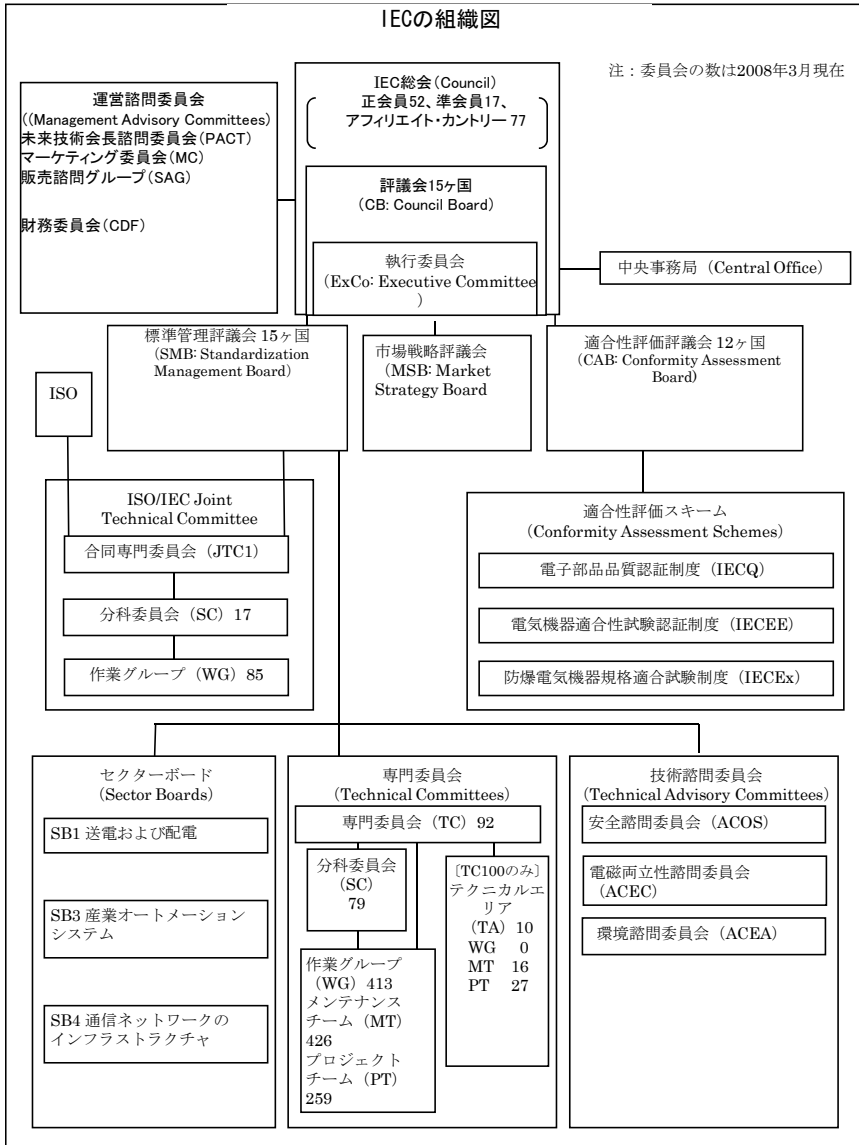 IECの組織図
注：委員会の数は2008年3月現在
運営諮問委員会
((Management Advisory Committees)
未来技術会長諮問委員会(PACT)
マーケティング委員会(MC)
販売諮問グループ(SAG)
財務委員会(CDF)
IEC総会(Council)
正会員52、準会員17、
アフィリエイト・カントリー 77
評議会15ヶ国
(CB: Council Board)
執行委員会
(ExCo: Executive Committee
)
中央事務局（Central Office）
標準管理評議会 15ヶ国
(SMB: Standardization
Management Board)
市場戦略評議会
（MSB: Market
Strategy Board
適合性評価評議会 12ヶ国
(CAB: Conformity Assessment
Board)
ISO
ISO/IEC Joint
Technical Committee
合同専門委員会（JTC1）
分科委員会（SC）17
作業グループ（WG）85
適合性評価スキーム
(Conformity Assessment Schemes)
電子部品品質認証制度（IECQ）
電気機器適合性試験認証制度（IECEE）
防爆電気機器規格適合試験制度（IECEx）
セクターボード
(Sector Boards)
SB1 送電および配電
SB3 産業オートメーション
システム
SB4 通信ネットワークの
インフラストラクチャ
専門委員会
(Technical Committees)
専門委員会（TC）92
分科委員会
(SC)
79
作業グループ
（WG）413
メンテナンス
チーム（MT）
426
プロジェクト
チーム（PT）
259
［TC100のみ］
テクニカルエ
リア
（TA）10
WG 0
MT 16
PT 27
技術諮問委員会
(Technical Advisory Committees)
安全諮問委員会（ACOS）
電磁両立性諮問委員会
（ACEC）
環境諮問委員会（ACEA）